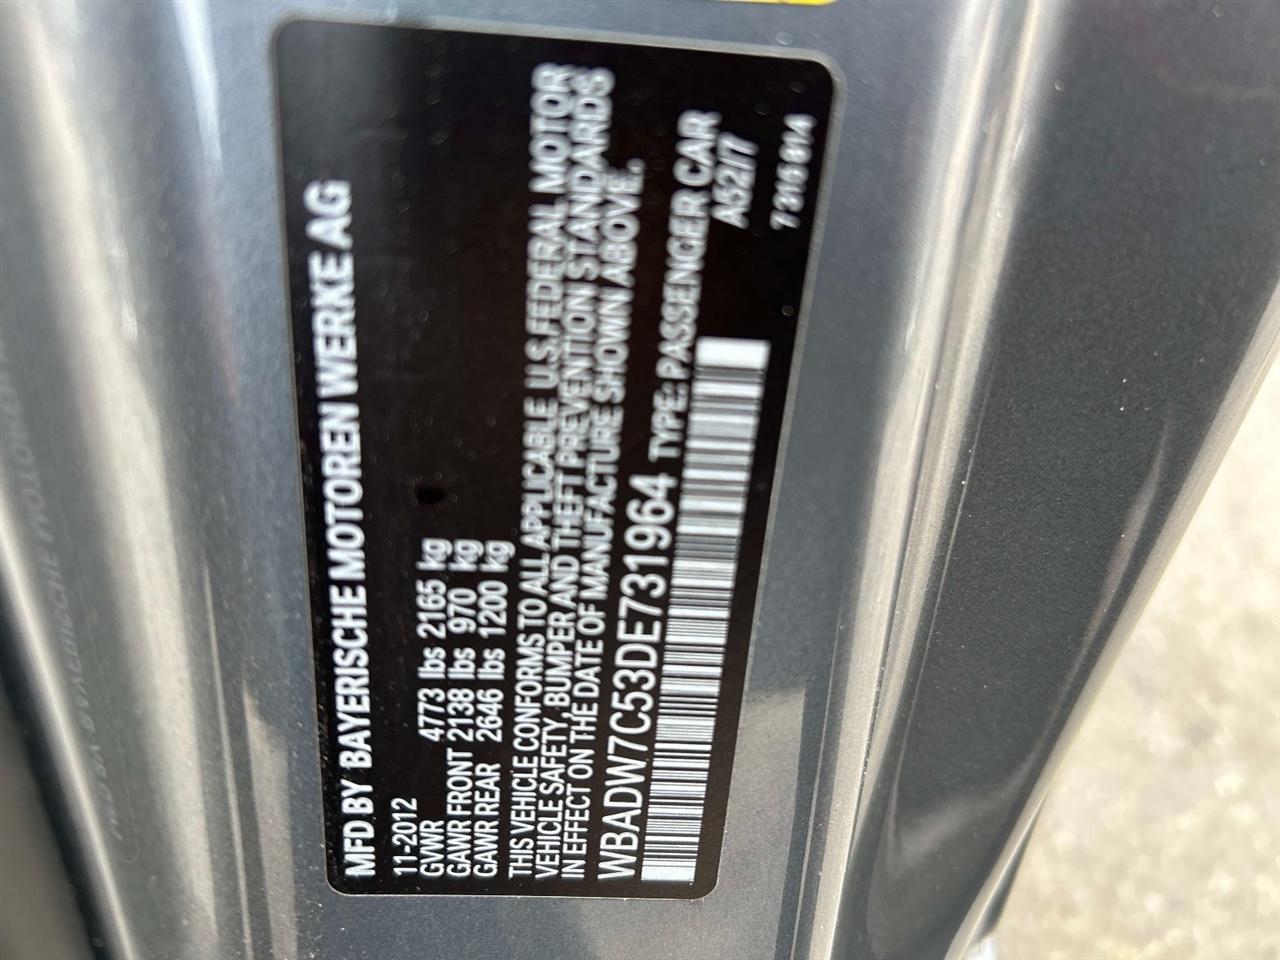 MFD BY BAYERISCHE MOTOREN WERKE AG
11-2012
GVWR 4773 lbs 2165 kg
GAWR FRONT 2138 lbs 970 kg
GAWR REAR 2646 lbs 1200 kg
THIS VEHICLE CONFORMS TO ALL APPLICABLE U.S. FEDERAL MOTOR
VEHICLE SAFETY, BUMPER AND THEFT PREVENTION STANDARDS
IN EFFECT ON THE DATE OF MANUFACTURE SHOWN ABOVE.
WBADW7C53DE731964 TYPE: PASSENGER CAR
A52/7